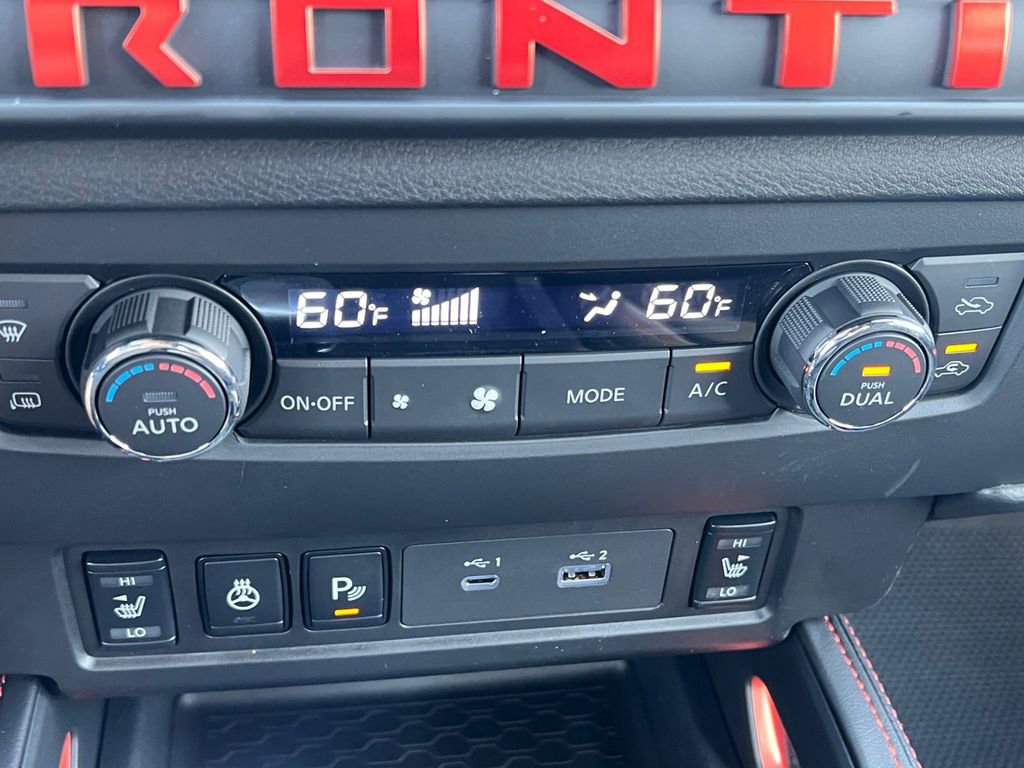 RONTI
60°F 60°F
PUSH
AUTO
ON•OFF
MODE
A/C
PUSH
DUAL
HI
LO
P
1
2
HI
LO